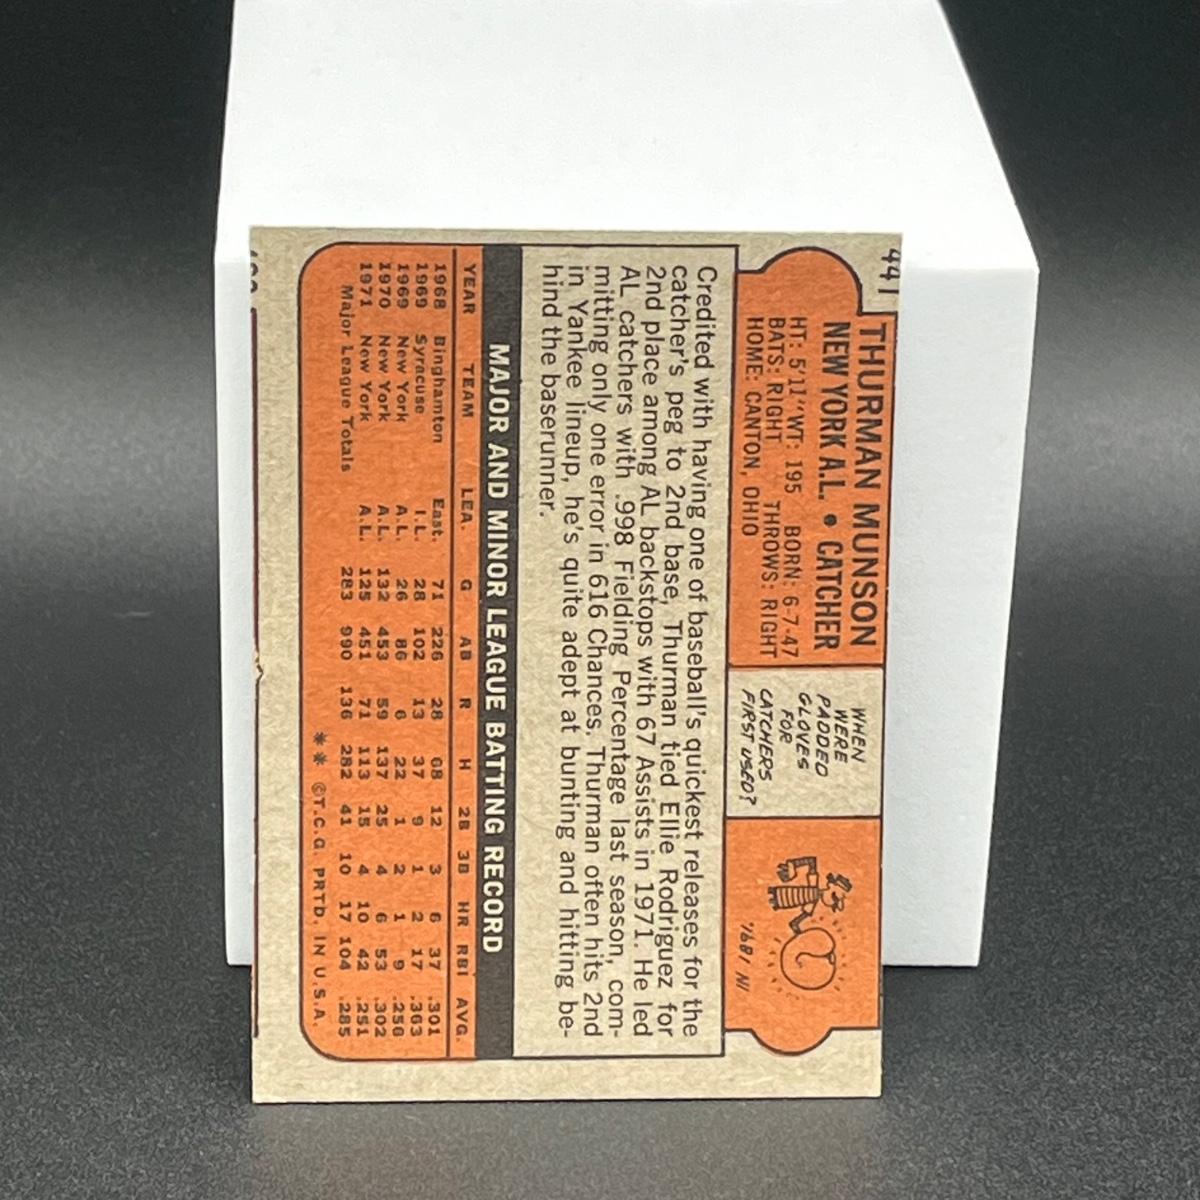 441
THURMAN MUNSON
NEW YORK A.L. • CATCHER
HT: 5'11" WT: 195 BORN: 6-7-47
BATS: RIGHT THROWS: RIGHT
HOME: CANTON, OHIO
WHEN
WERE
PADDED
GLOVES
FOR
CATCHERS
FIRST USED?
IN 1891.
Credited with having one of baseball's quickest releases for the
catcher's peg to 2nd base, Thurman tied Ellie Rodriguez for
2nd place among AL backstops with 67 Assists in 1971. He led
AL catchers with .998 Fielding Percentage last season, com-
mitting only one error in 616 Chances. Thurman often hits 2nd
in Yankee lineup, he's quite adept at bunting and hitting be-
hind the baserunner.
MAJOR AND MINOR LEAGUE BATTING RECORD
YEAR TEAM LEA. G AB R H 2B 3B HR RBI AVG.
1968 Binghamton East. 71 226 28 68 12 3 6 37 .301
1969 Syracuse I.L. 28 102 13 37 9 1 2 17 .363
1969 New York A.L. 26 86 6 22 1 2 1 9 .256
1970 New York A.L. 132 453 59 137 25 4 6 53 .302
1971 New York A.L. 125 451 71 113 15 4 10 42 .251
Major League Totals 283 990 136 282 41 10 17 104 .285
** ©T.C.G. PRTD. IN U.S.A.